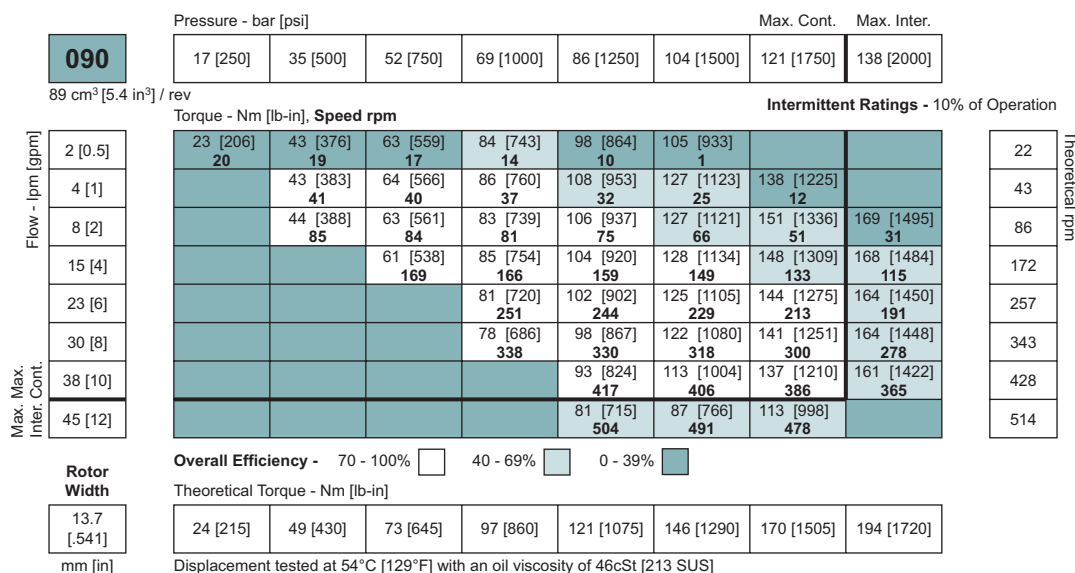 Pressure - bar [psi] Max. Cont. Max. Inter.
090 17 [250] 35 [500] 52 [750] 69 [1000] 86 [1250] 104 [1500] 121 [1750] 138 [2000]
89 cm³ [5.4 in³] / rev
Intermittent Ratings - 10% of Operation
Torque - Nm [lb-in], Speed rpm
Flow - lpm [gpm]
Theoretical rpm
2 [0.5] 23 [206] 43 [376] 63 [559] 84 [743] 98 [864] 105 [933] 22
20 19 17 14 10 1
4 [1] 43 [383] 64 [566] 86 [760] 108 [953] 127 [1123] 138 [1225] 43
41 40 37 32 25 12
8 [2] 44 [388] 63 [561] 83 [739] 106 [937] 127 [1121] 151 [1336] 169 [1495] 86
85 84 81 75 66 51 31
15 [4] 61 [538] 85 [754] 104 [920] 128 [1134] 148 [1309] 168 [1484] 172
169 166 159 149 133 115
23 [6] 81 [720] 102 [902] 125 [1105] 144 [1275] 164 [1450] 257
251 244 229 213 191
30 [8] 78 [686] 98 [867] 122 [1080] 141 [1251] 164 [1448] 343
338 330 318 300 278
Max. Cont.
38 [10] 93 [824] 113 [1004] 137 [1210] 161 [1422] 428
417 406 386 365
Max. Inter.
45 [12] 81 [715] 87 [766] 113 [998] 514
504 491 478
Overall Efficiency - 70 - 100% 40 - 69% 0 - 39%
Rotor
Width
Theoretical Torque - Nm [lb-in]
13.7
[.541]
24 [215] 49 [430] 73 [645] 97 [860] 121 [1075] 146 [1290] 170 [1505] 194 [1720]
mm [in] Displacement tested at 54°C [129°F] with an oil viscosity of 46cSt [213 SUS]